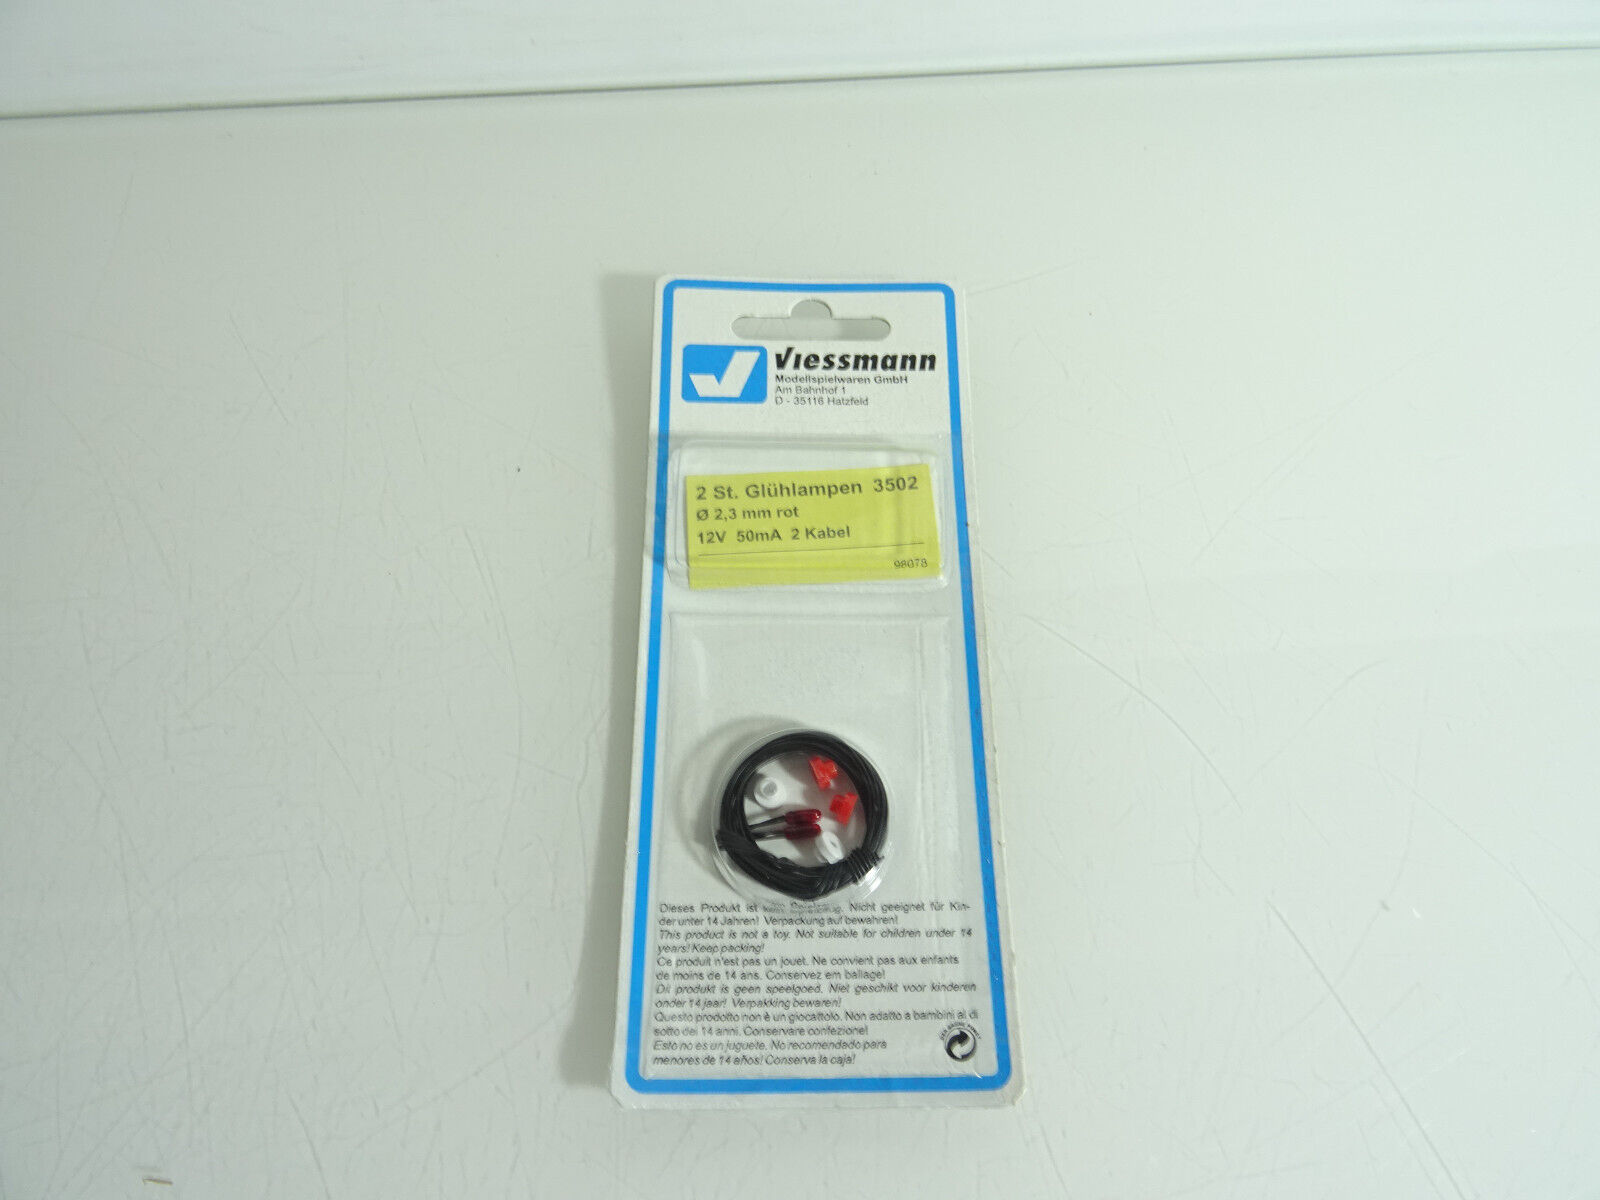 Viessmann
Modellspielwaren GmbH
Am Bahnhof 1
D - 35116 Hatzfeld
2 St. Glühlampen 3502
Ø 2,3 mm rot
12V 50mA 2 Kabel
98073
Dieses Produkt ist kein Spielzeug. Nicht geeignet für Kin-
der unter 14 Jahren! Verpackung auf bewahren!
This product is not a toy. Not suitable for children under 14
years! Keep packing!
Ce produit n'est pas un jouet. Ne convient pas aux enfants
de moins de 14 ans. Conservez em ballage!
Dit produkt is geen speelgoed. Niet geschikt voor kinderen
onder 14 jaar! Verpakking bewaren!
Questo prodotto non è un giocattolo. Non adatto a bambini al di
sotto dei 14 anni. Conservare confezione!
Esto no es un juguete. No recomendado para
menores de 14 años! Conserva la caja!
DER GRÜNE PUNKT